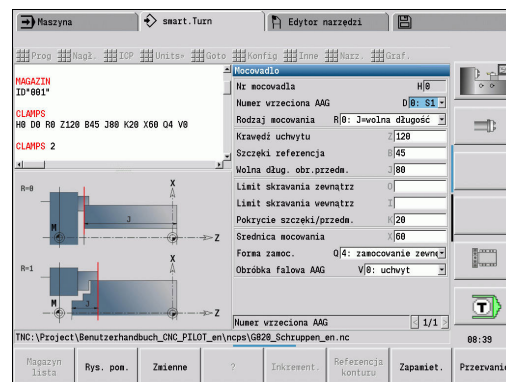 Maszyna
smart.Turn
Edytor narzędzi
Prog Nagł. ICP Units» Goto Konfig Inne Narz. Graf.
MAGAZIN
ID"001"
CLAMPS
H0 D0 R0 Z120 B45 J80 K20 X60 Q4 V0
CLAMPS 2
Mocowadlo
Nr mocowadla H 0
Numer wrzeciona AAG D 0: S1
Rodzaj mocowania R 0: J=wolna długość
Krawędź uchwytu Z 120
Szczęki referencja B 45
Wolna dług. obr.przedm. J 80
Limit skrawania zewnątrz O
Limit skrawania wewnątrz I
Pokrycie szczęki/przedm. K 20
Srednica mocowania X 60
Forma zamoc. Q 4: zamocowanie zewnę
Obróbka falowa AAG V 0: uchwyt
Numer wrzeciona AAG 1/1
R=0
X
J
M
Z
R=1
X
M
J
Z
T
TNC:\Project\Benutzerhandbuch_CNC_PILOT_en\ncps\G820_Schruppen_en.nc
08:39
Magazyn lista
Rys. pom.
Zmienne
?
Inkrement.
Referencja konturu
Zapamiet.
Przerwanie